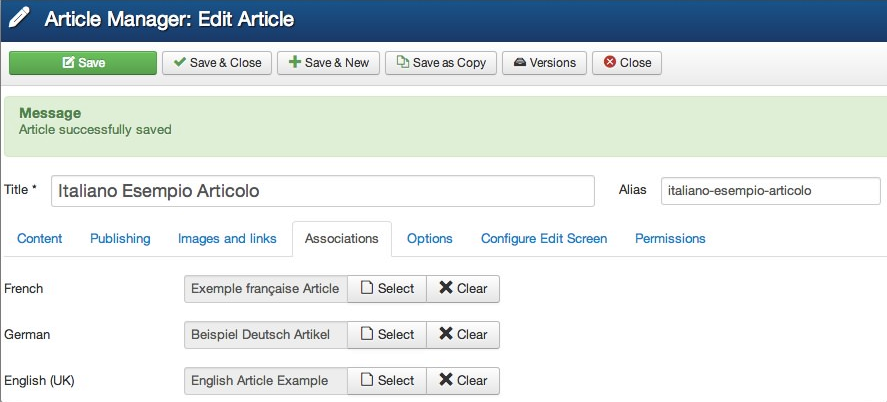 Article Manager: Edit Article
Save Save & Close Save & New Save as Copy Versions Close
Message
Article successfully saved
Title * Italiano Esempio Articolo Alias italiano-esempio-articolo
Content Publishing Images and links Associations Options Configure Edit Screen Permissions
French Exemple française Article Select Clear
German Beispiel Deutsch Artikel Select Clear
English (UK) English Article Example Select Clear